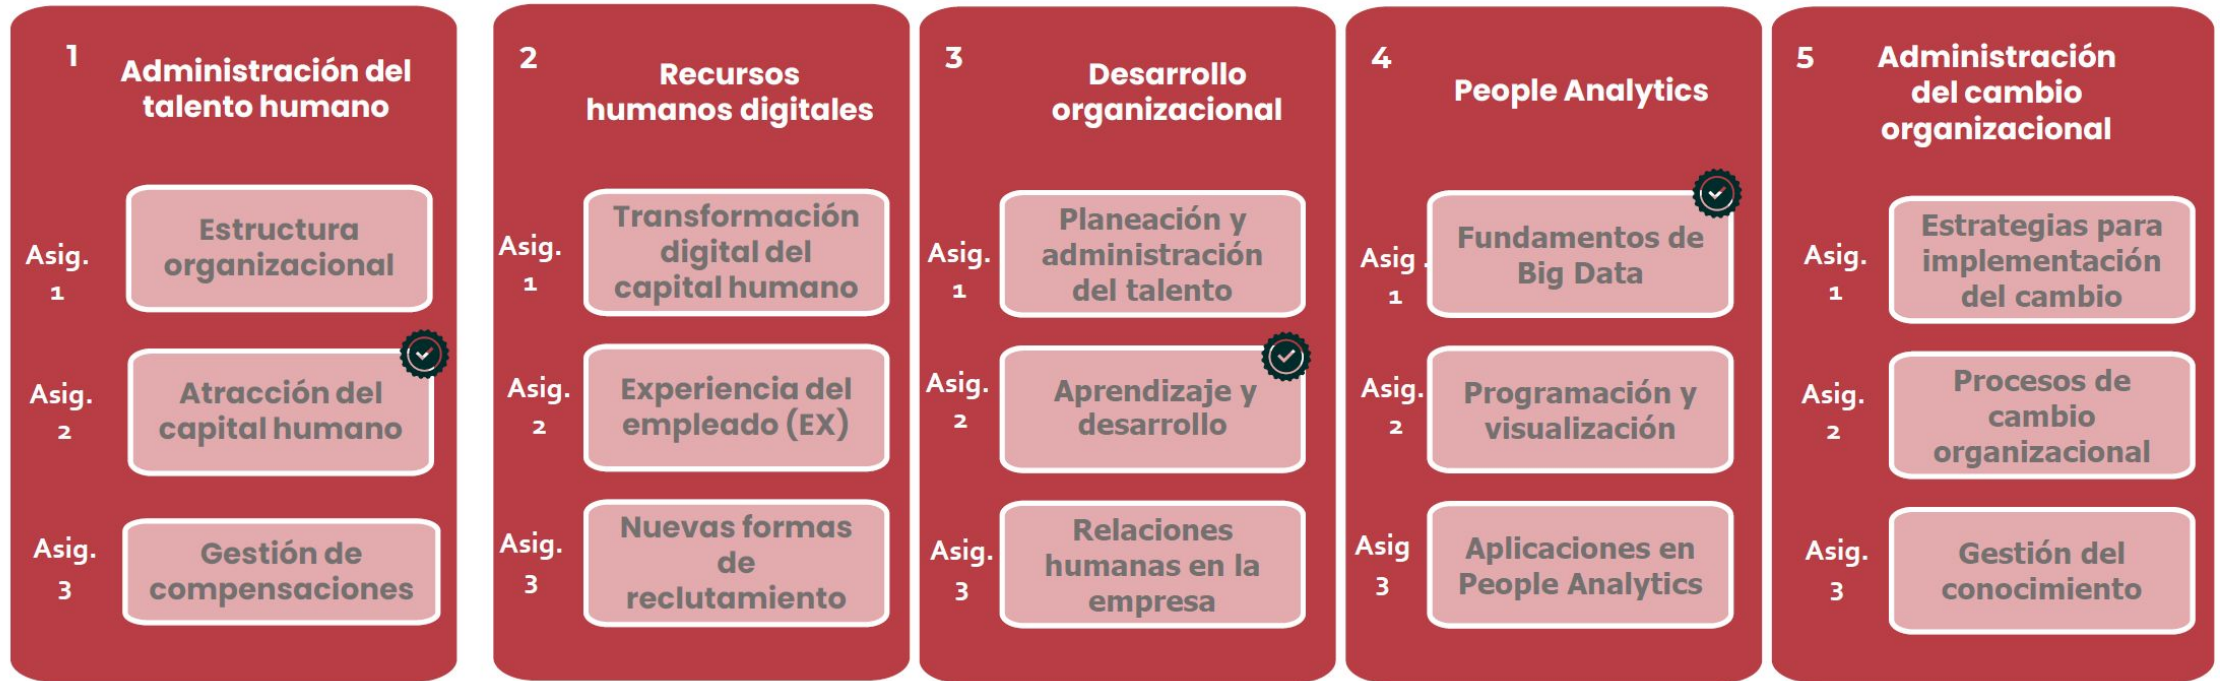 1
Administración del
talento humano
Asig.
1
Estructura
organizacional
Asig.
2
Atracción del
capital humano
Asig.
3
Gestión de
compensaciones
2
Recursos
humanos digitales
Asig.
1
Transformación
digital del
capital humano
Asig.
2
Experiencia del
empleado (EX)
Asig.
3
Nuevas formas
de
reclutamiento
3
Desarrollo
organizacional
Asig.
1
Planeación y
administración
del talento
Asig.
2
Aprendizaje y
desarrollo
Asig.
3
Relaciones
humanas en la
empresa
4
People Analytics
Asig .
1
Fundamentos de
Big Data
Asig.
2
Programación y
visualización
Asig
3
Aplicaciones en
People Analytics
5
Administración
del cambio
organizacional
Asig.
1
Estrategias para
implementación
del cambio
Asig.
2
Procesos de
cambio
organizacional
Asig.
3
Gestión del
conocimiento